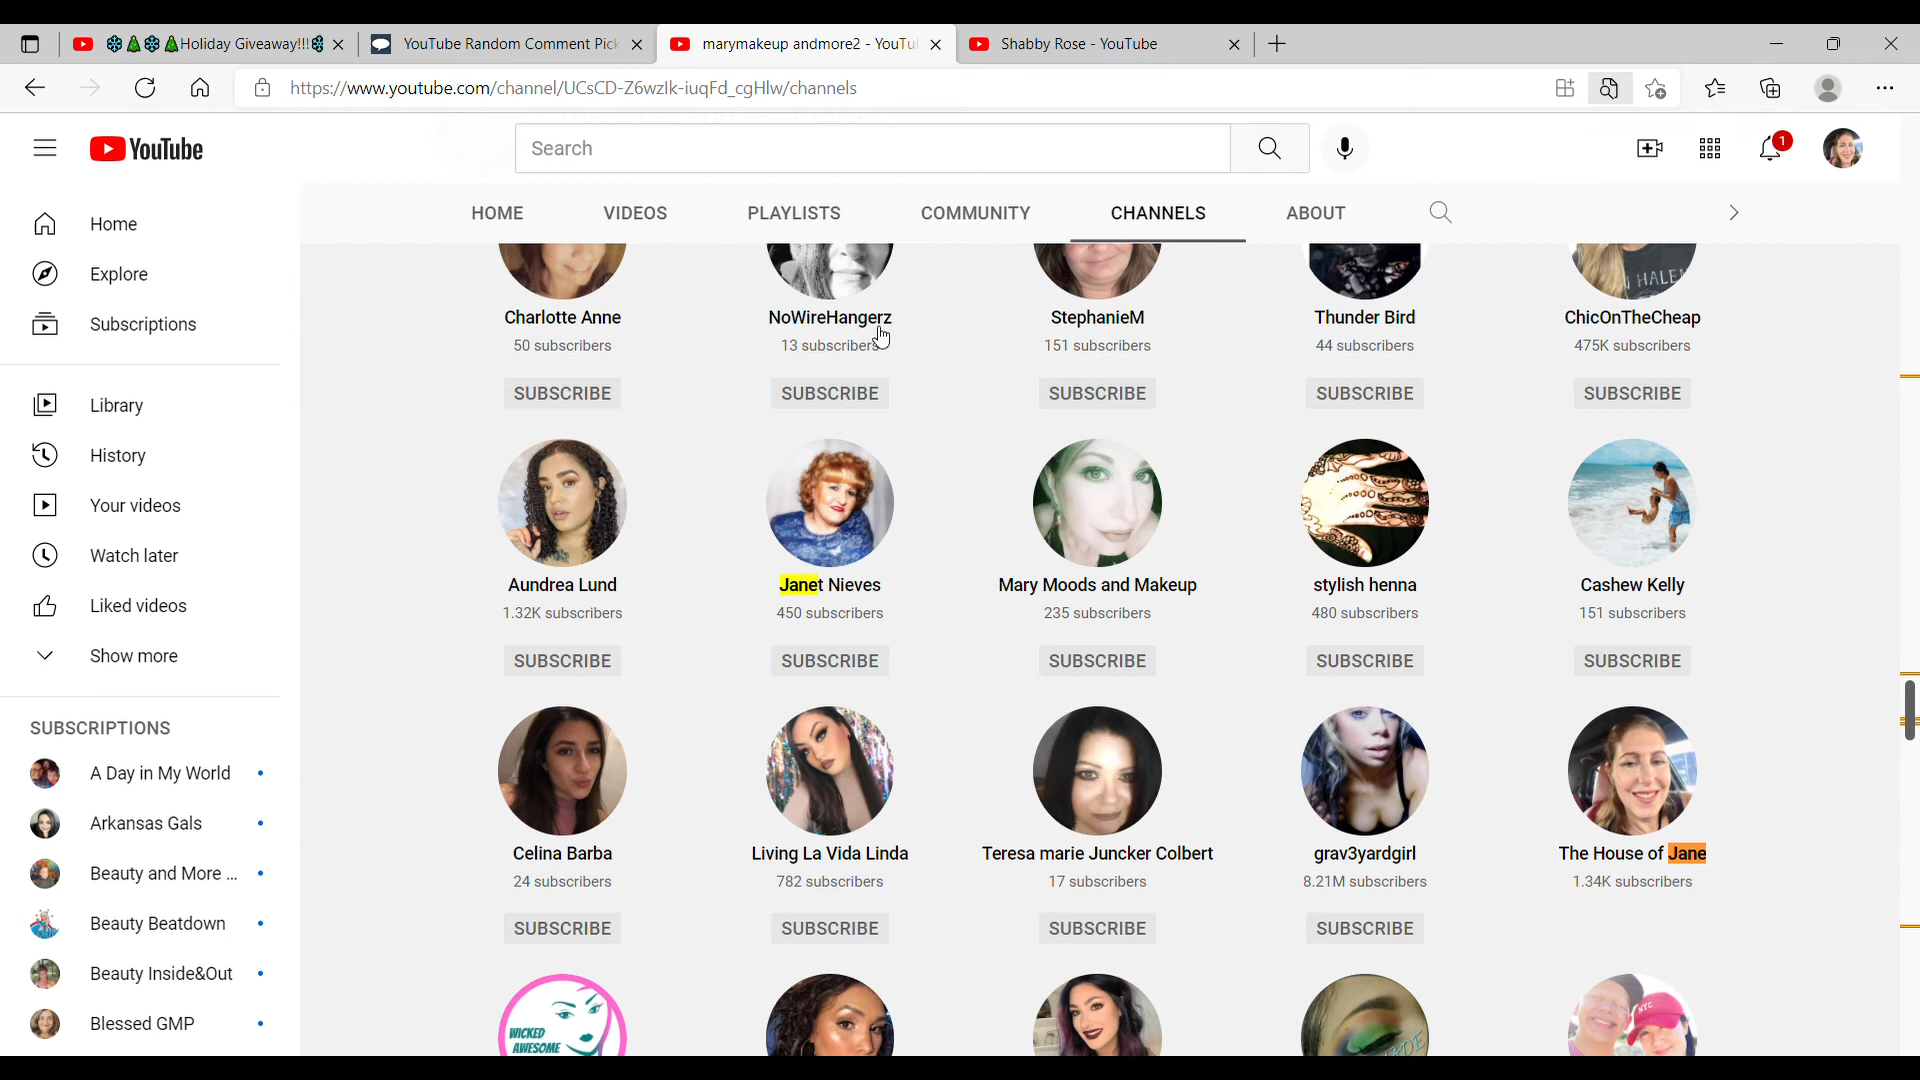 Holiday Giveaway!!!
YouTube Random Comment Pick
marymakeup andmore2 - YouTu
Shabby Rose - YouTube
https://www.youtube.com/channel/UCsCD-Z6wzIk-iuqFd_cgHlw/channels
YouTube
Search
1
HOME VIDEOS PLAYLISTS COMMUNITY CHANNELS ABOUT
Home
Explore
Subscriptions
Library
History
Your videos
Watch later
Liked videos
Show more
SUBSCRIPTIONS
A Day in My World
Arkansas Gals
Beauty and More ...
Beauty Beatdown
Beauty Inside&Out
Blessed GMP
HALEN
Charlotte Anne NoWireHangerz StephanieM Thunder Bird ChicOnTheCheap
50 subscribers 13 subscribers 151 subscribers 44 subscribers 475K subscribers
SUBSCRIBE SUBSCRIBE SUBSCRIBE SUBSCRIBE SUBSCRIBE
Aundrea Lund Janet Nieves Mary Moods and Makeup stylish henna Cashew Kelly
1.32K subscribers 450 subscribers 235 subscribers 480 subscribers 151 subscribers
SUBSCRIBE SUBSCRIBE SUBSCRIBE SUBSCRIBE SUBSCRIBE
Celina Barba Living La Vida Linda Teresa marie Juncker Colbert grav3yardgirl The House of Jane
24 subscribers 782 subscribers 17 subscribers 8.21M subscribers 1.34K subscribers
SUBSCRIBE SUBSCRIBE SUBSCRIBE SUBSCRIBE
WICKED
AWESOME
NYC